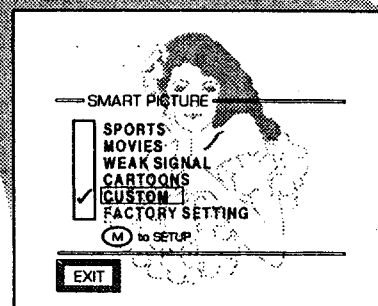 SMART PICTURE
SPORTS
MOVIES
WEAK SIGNAL
CARTOONS
CUSTOM
FACTORY SETTING
M to SETUP
EXIT